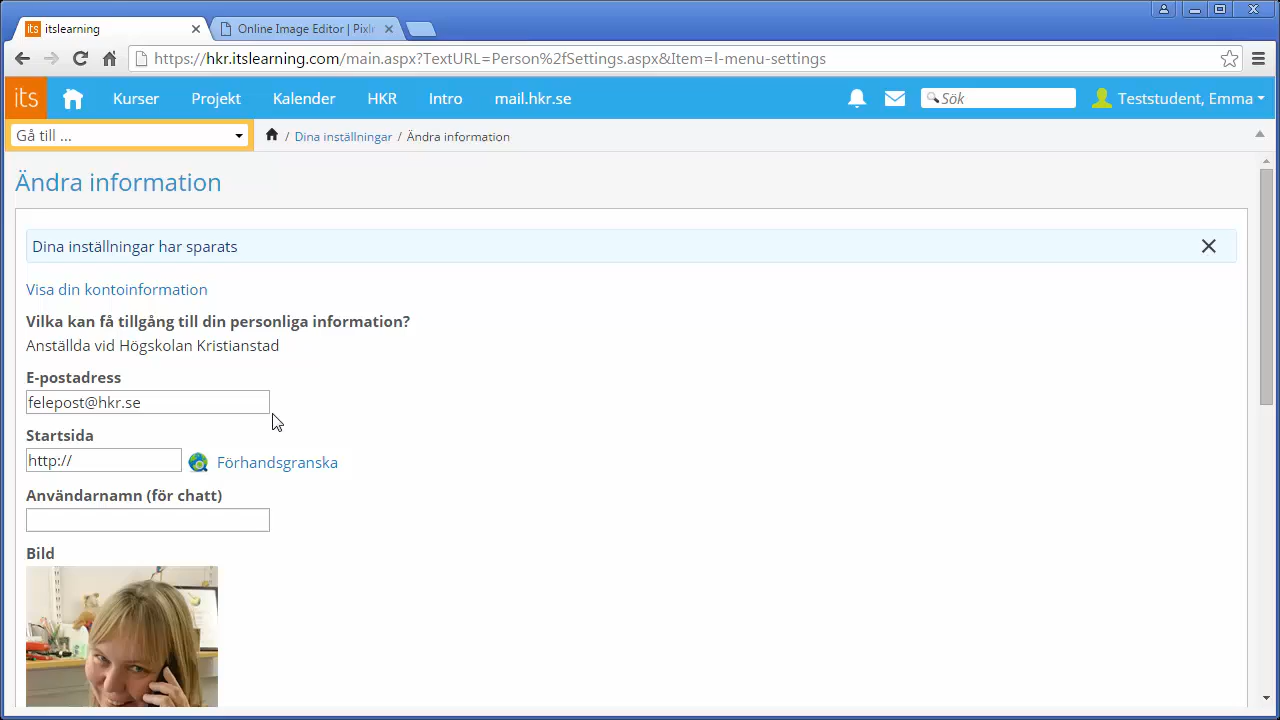 itslearning
Online Image Editor | Pixlr
https://hkr.itslearning.com/main.aspx?TextURL=Person%2fSettings.aspx&Item=l-menu-settings
its Kurser Projekt Kalender HKR Intro mail.hkr.se Sök Teststudent, Emma
Gå till ... / Dina inställningar / Ändra information
Ändra information
Dina inställningar har sparats
Visa din kontoinformation
Vilka kan få tillgång till din personliga information?
Anställda vid Högskolan Kristianstad
E-postadress
felepost@hkr.se
Startsida
http:// Förhandsgranska
Användarnamn (för chatt)
Bild